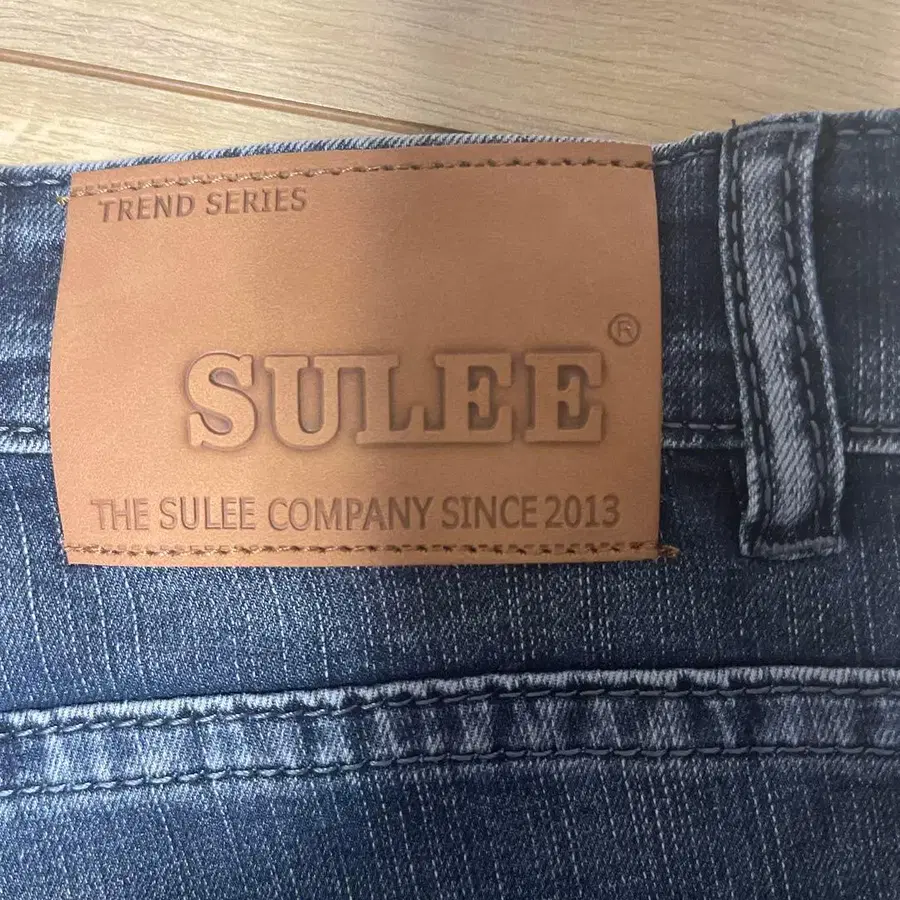 TREND SERIES
SULEE®
THE SULEE COMPANY SINCE 2013